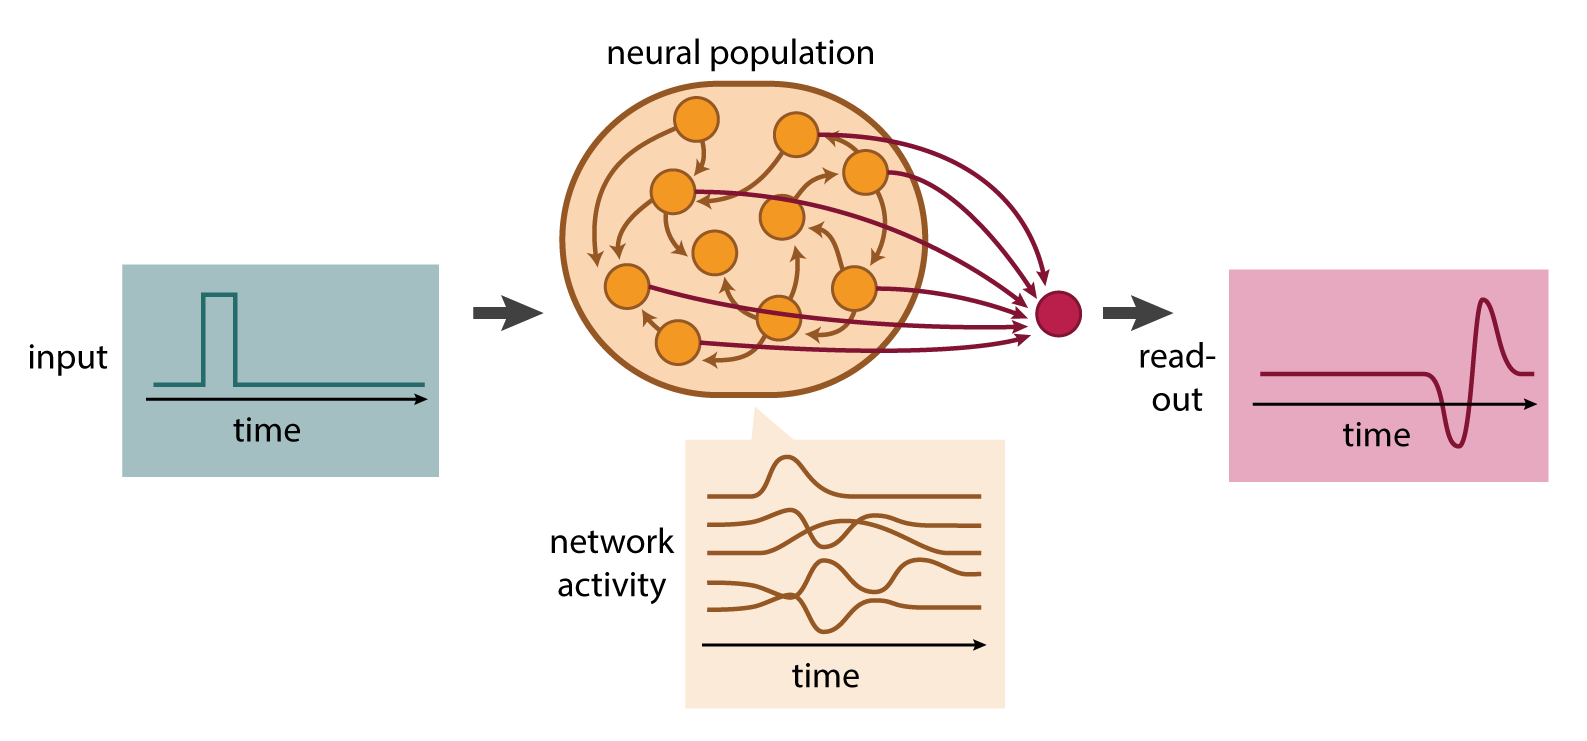 neural population
input
time
read-
out
time
network
activity
time